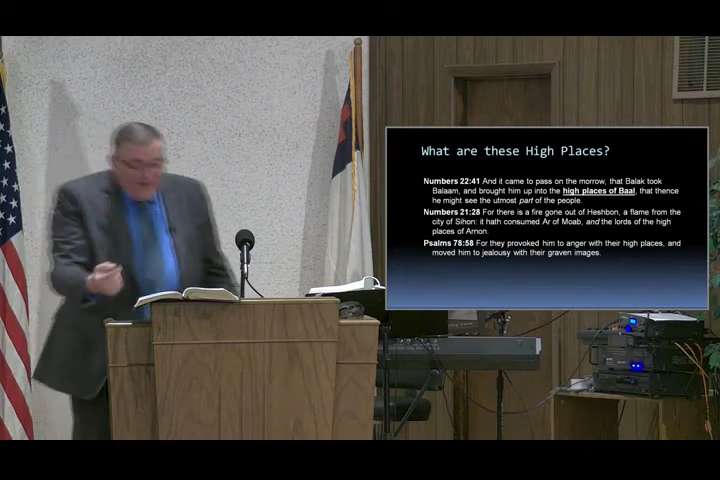 What are these High Places?
Numbers 22:41 And it came to pass on the morrow, that Balak took
Balaam, and brought him up into the high places of Baal, that thence
he might see the utmost part of the people.
Numbers 21:28 For there is a fire gone out of Heshbon, a flame from the
city of Sihon: it hath consumed Ar of Moab, and the lords of the high
places of Arnon.
Psalms 78:58 For they provoked him to anger with their high places, and
moved him to jealousy with their graven images.